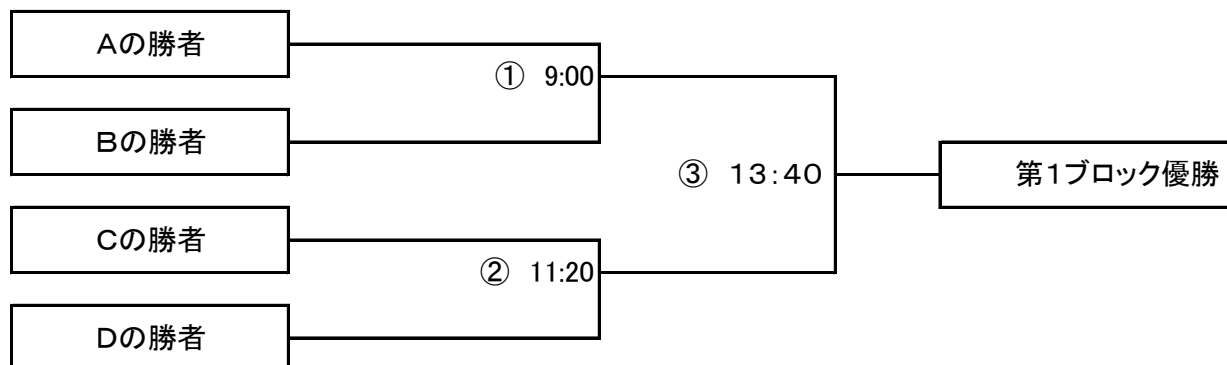 Aの勝者
① 9:00
Bの勝者
③ 13:40
第1ブロック優勝
Cの勝者
② 11:20
Dの勝者